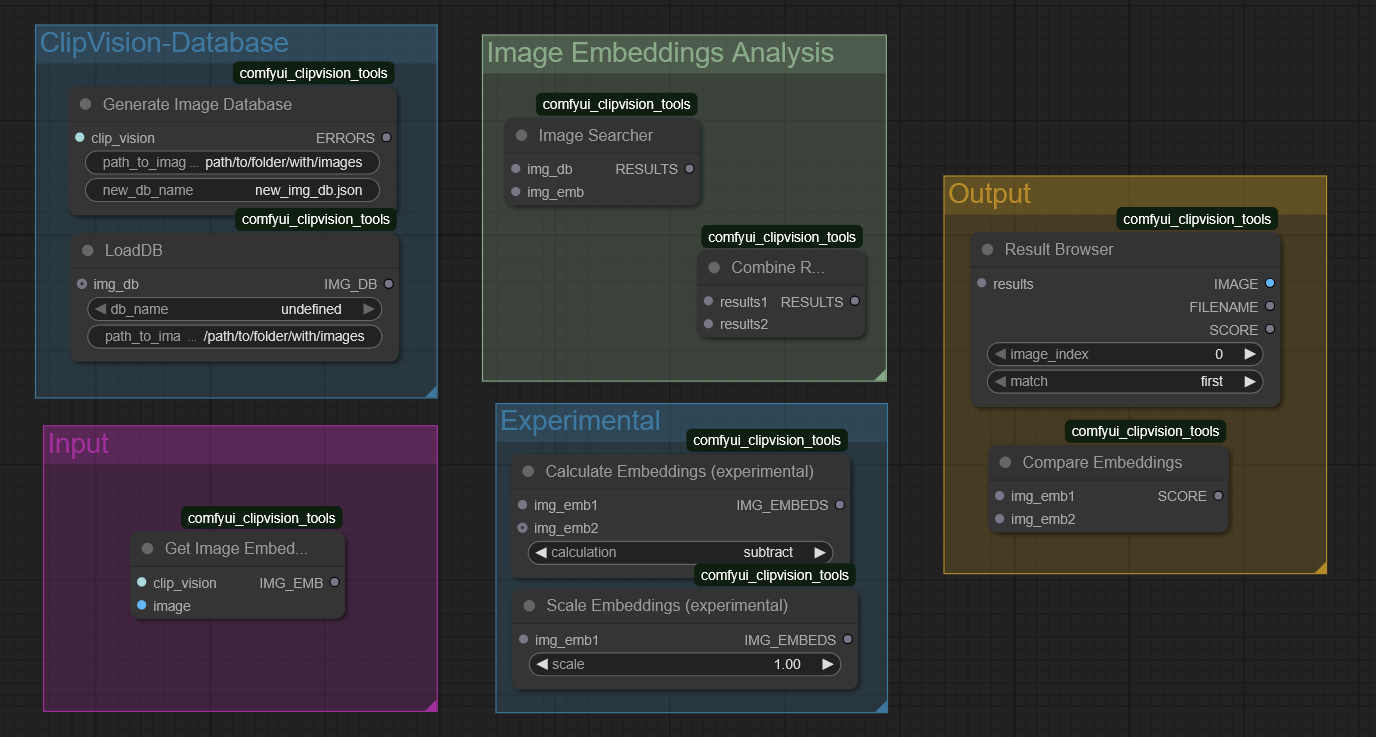 ClipVision-Database
comfyui_clipvision_tools
Generate Image Database
clip_vision ERRORS
path_to_imag ... path/to/folder/with/images
new_db_name new_img_db.json
comfyui_clipvision_tools
LoadDB
img_db IMG_DB
db_name undefined
path_to_ima ... /path/to/folder/with/images
Input
comfyui_clipvision_tools
Get Image Embed...
clip_vision IMG_EMB
image
Image Embeddings Analysis
comfyui_clipvision_tools
Image Searcher
img_db RESULTS
img_emb
comfyui_clipvision_tools
Combine R...
results1 RESULTS
results2
Experimental
comfyui_clipvision_tools
Calculate Embeddings (experimental)
img_emb1 IMG_EMBEDS
img_emb2
calculation subtract
comfyui_clipvision_tools
Scale Embeddings (experimental)
img_emb1 IMG_EMBEDS
scale 1.00
Output
comfyui_clipvision_tools
Result Browser
results IMAGE
FILENAME
SCORE
image_index 0
match first
comfyui_clipvision_tools
Compare Embeddings
img_emb1 SCORE
img_emb2